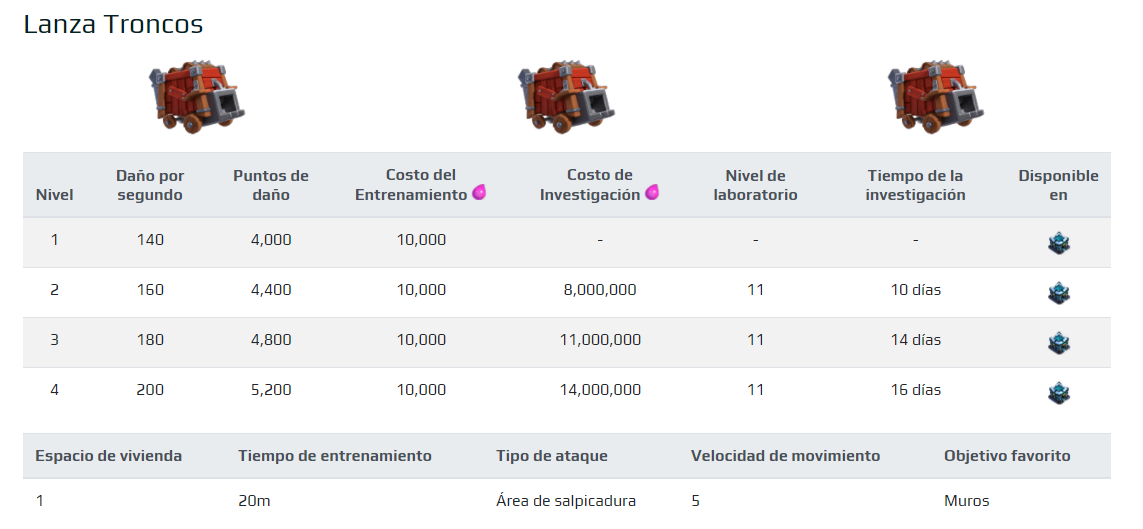 Lanza Troncos
Nivel Daño por segundo Puntos de daño Costo del Entrenamiento Costo de Investigación Nivel de laboratorio Tiempo de la investigación Disponible en
1 140 4,000 10,000 - - -
2 160 4,400 10,000 8,000,000 11 10 días
3 180 4,800 10,000 11,000,000 11 14 días
4 200 5,200 10,000 14,000,000 11 16 días
Espacio de vivienda Tiempo de entrenamiento Tipo de ataque Velocidad de movimiento Objetivo favorito
1 20m Área de salpicadura 5 Muros